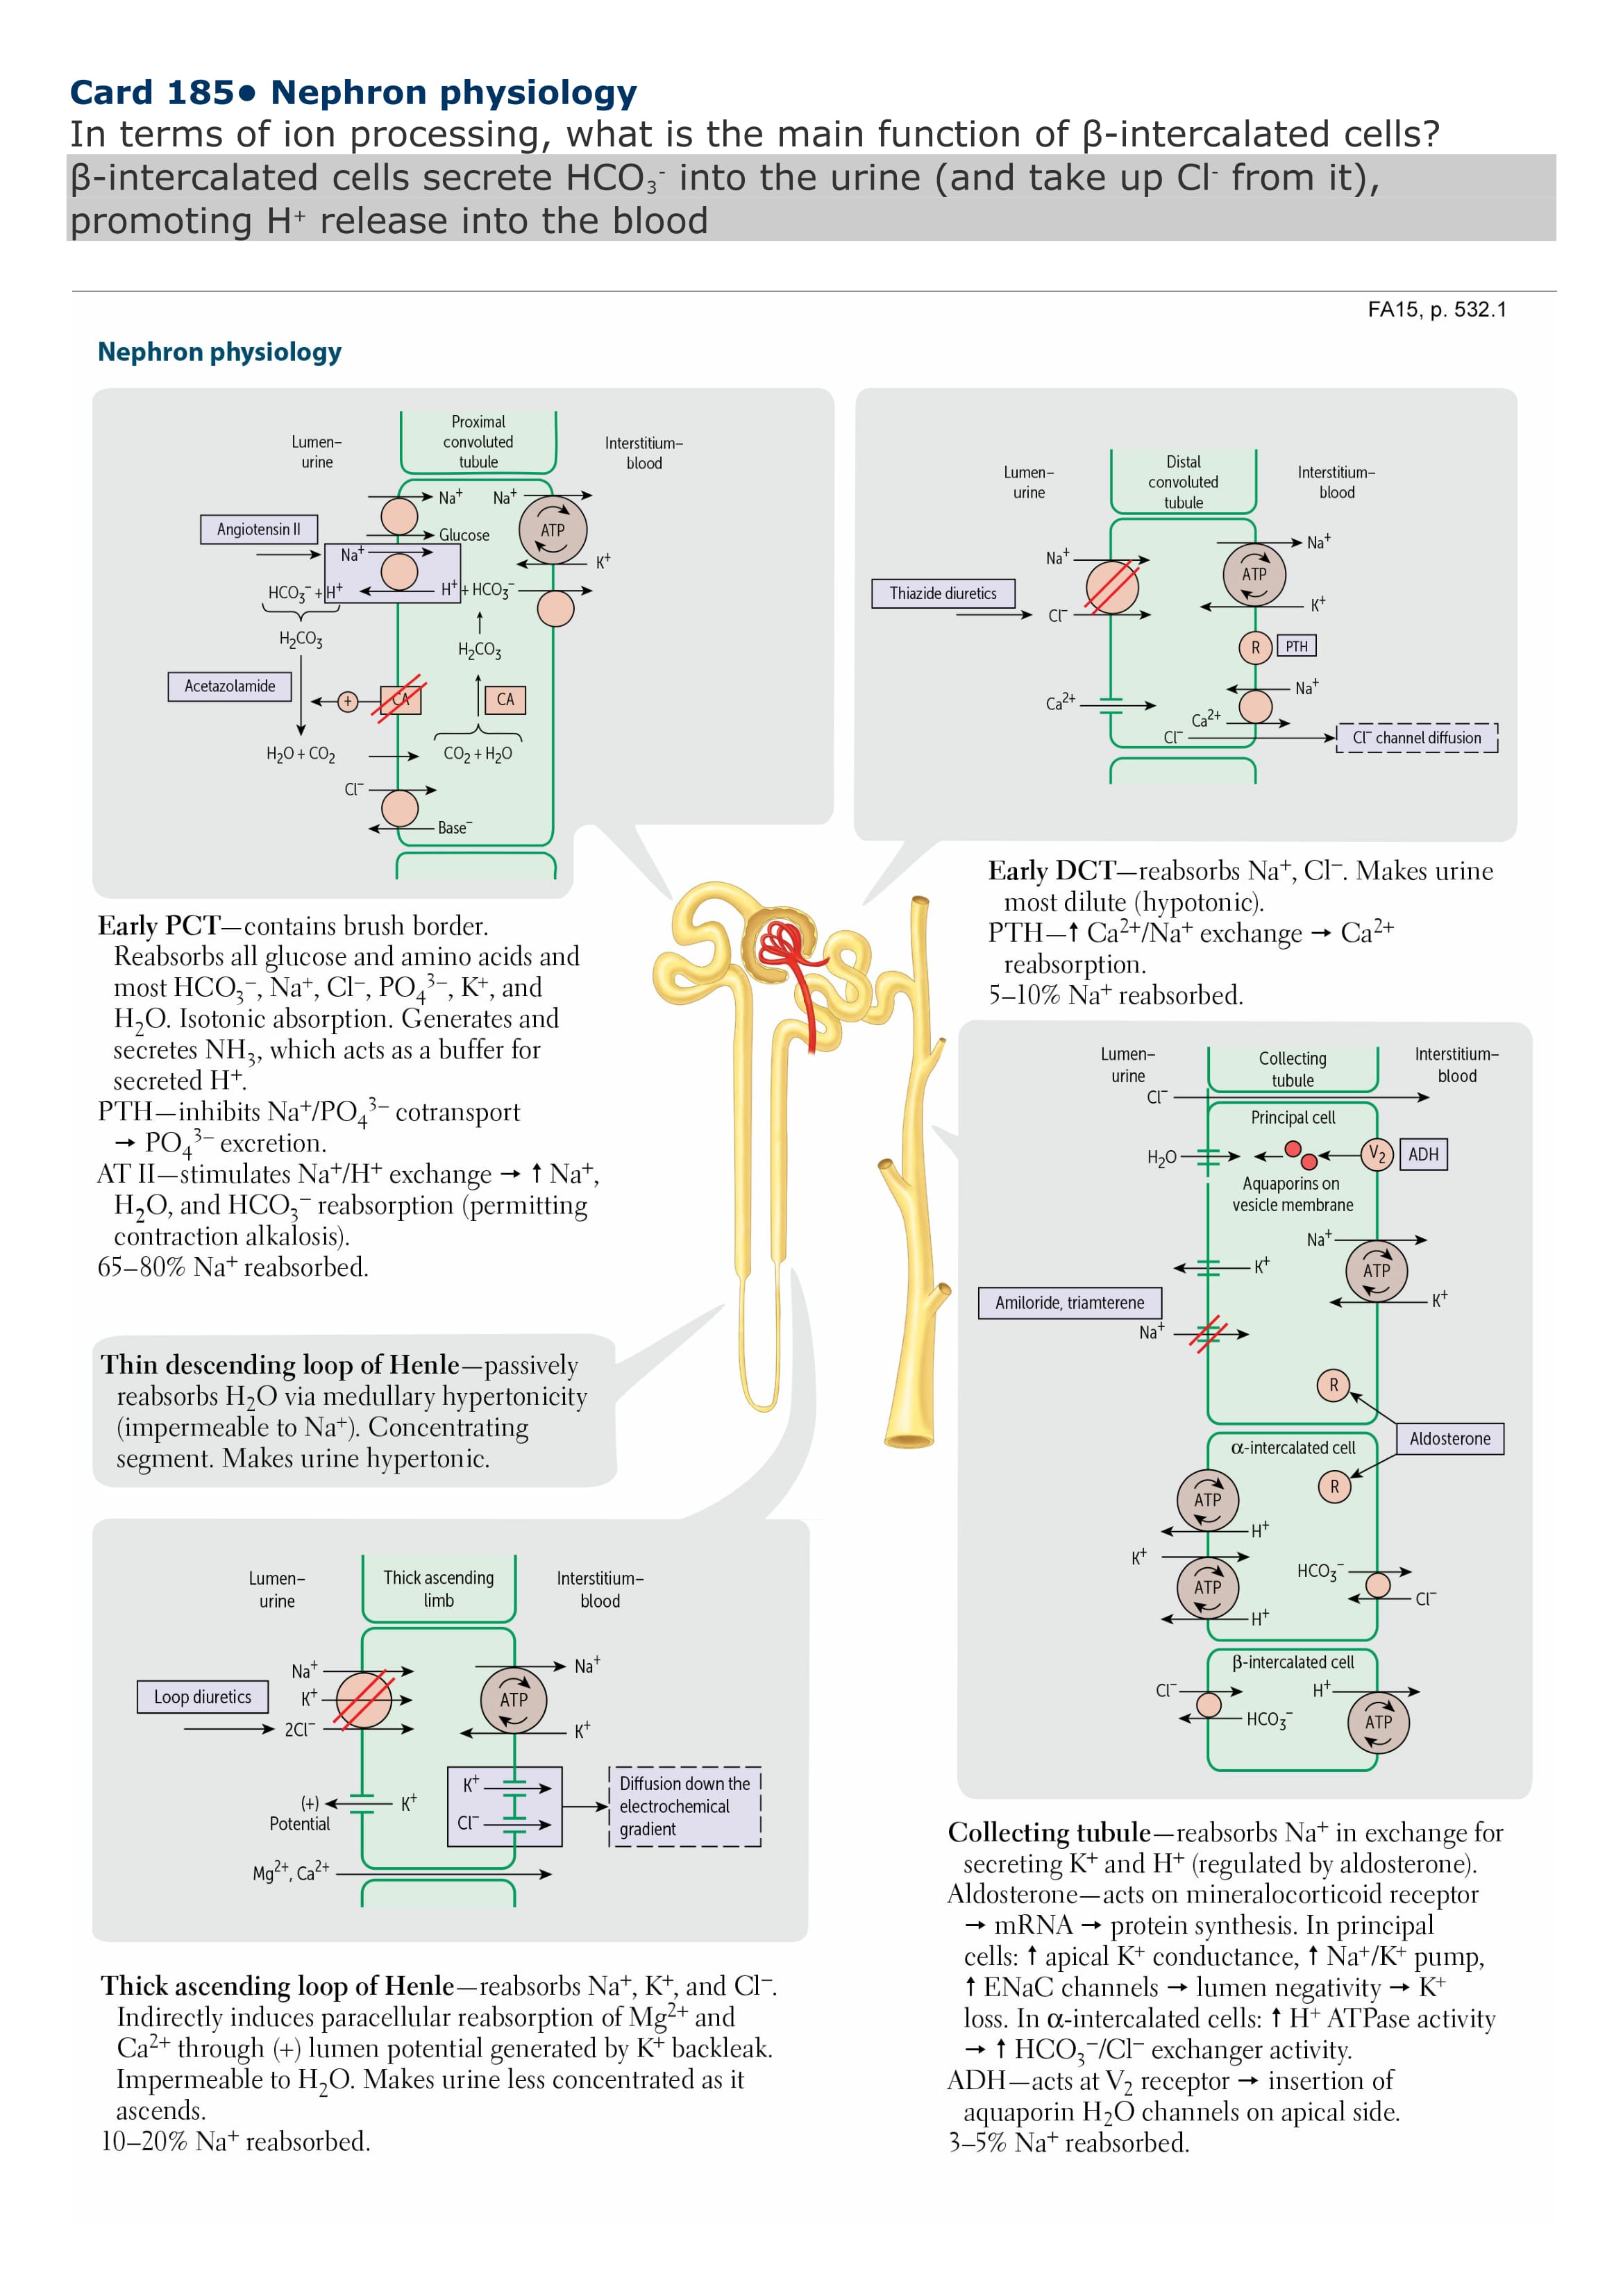 Card 185● Nephron physiology
In terms of ion processing, what is the main function of β-intercalated cells?
β-intercalated cells secrete HCO₃⁻ into the urine (and take up Cl⁻ from it),
promoting H⁺ release into the blood
FA15, p. 532.1
Nephron physiology
Lumen–
urine
Proximal
convoluted
tubule
Interstitium–
blood
Na⁺
Na⁺
Angiotensin II
Glucose
ATP
Na⁺
K⁺
HCO₃⁻ + H⁺
H⁺ + HCO₃⁻
H₂CO₃
H₂CO₃
Acetazolamide
+
CA
CA
H₂O + CO₂
CO₂ + H₂O
Cl⁻
Base⁻
Lumen–
urine
Distal
convoluted
tubule
Interstitium–
blood
Na⁺
Na⁺
ATP
Thiazide diuretics
Cl⁻
K⁺
R
PTH
Na⁺
Ca²⁺
Ca²⁺
Cl⁻
Cl⁻ channel diffusion
Early PCT—contains brush border.
Reabsorbs all glucose and amino acids and
most HCO₃⁻, Na⁺, Cl⁻, PO₄³⁻, K⁺, and
H₂O. Isotonic absorption. Generates and
secretes NH₃, which acts as a buffer for
secreted H⁺.
PTH—inhibits Na⁺/PO₄³⁻ cotransport
→ PO₄³⁻ excretion.
AT II—stimulates Na⁺/H⁺ exchange → ↑ Na⁺,
H₂O, and HCO₃⁻ reabsorption (permitting
contraction alkalosis).
65–80% Na⁺ reabsorbed.
Early DCT—reabsorbs Na⁺, Cl⁻. Makes urine
most dilute (hypotonic).
PTH—↑ Ca²⁺/Na⁺ exchange → Ca²⁺
reabsorption.
5–10% Na⁺ reabsorbed.
Thin descending loop of Henle—passively
reabsorbs H₂O via medullary hypertonicity
(impermeable to Na⁺). Concentrating
segment. Makes urine hypertonic.
Lumen–
urine
Collecting
tubule
Interstitium–
blood
Cl⁻
Principal cell
H₂O
V₂
ADH
Aquaporins on
vesicle membrane
Na⁺
K⁺
ATP
Amiloride, triamterene
K⁺
Na⁺
R
Aldosterone
α-intercalated cell
R
ATP
H⁺
K⁺
HCO₃⁻
ATP
Cl⁻
H⁺
β-intercalated cell
Cl⁻
H⁺
HCO₃⁻
ATP
Lumen–
urine
Thick ascending
limb
Interstitium–
blood
Na⁺
Na⁺
Loop diuretics
K⁺
ATP
2Cl⁻
K⁺
K⁺
(+)
Potential
K⁺
Cl⁻
Diffusion down the
electrochemical
gradient
Mg²⁺, Ca²⁺
Thick ascending loop of Henle—reabsorbs Na⁺, K⁺, and Cl⁻.
Indirectly induces paracellular reabsorption of Mg²⁺ and
Ca²⁺ through (+) lumen potential generated by K⁺ backleak.
Impermeable to H₂O. Makes urine less concentrated as it
ascends.
10–20% Na⁺ reabsorbed.
Collecting tubule—reabsorbs Na⁺ in exchange for
secreting K⁺ and H⁺ (regulated by aldosterone).
Aldosterone—acts on mineralocorticoid receptor
→ mRNA → protein synthesis. In principal
cells: ↑ apical K⁺ conductance, ↑ Na⁺/K⁺ pump,
↑ ENaC channels → lumen negativity → K⁺
loss. In α-intercalated cells: ↑ H⁺ ATPase activity
→ ↑ HCO₃⁻/Cl⁻ exchanger activity.
ADH—acts at V₂ receptor → insertion of
aquaporin H₂O channels on apical side.
3–5% Na⁺ reabsorbed.